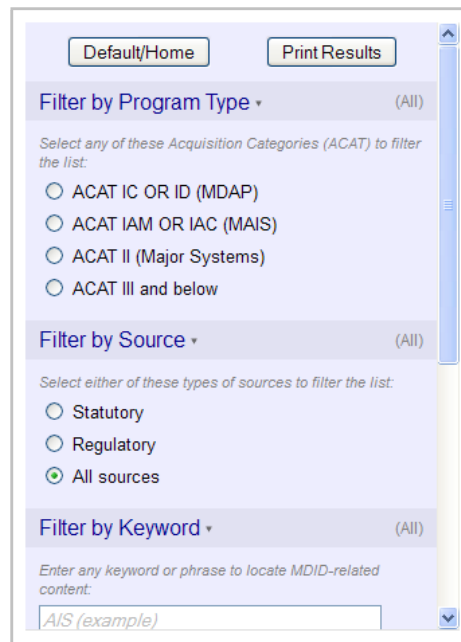 Default/Home Print Results
Filter by Program Type (All)
Select any of these Acquisition Categories (ACAT) to filter
the list:
ACAT IC OR ID (MDAP)
ACAT IAM OR IAC (MAIS)
ACAT II (Major Systems)
ACAT III and below
Filter by Source (All)
Select either of these types of sources to filter the list:
Statutory
Regulatory
All sources
Filter by Keyword (All)
Enter any keyword or phrase to locate MDID-related
content:
AIS (example)